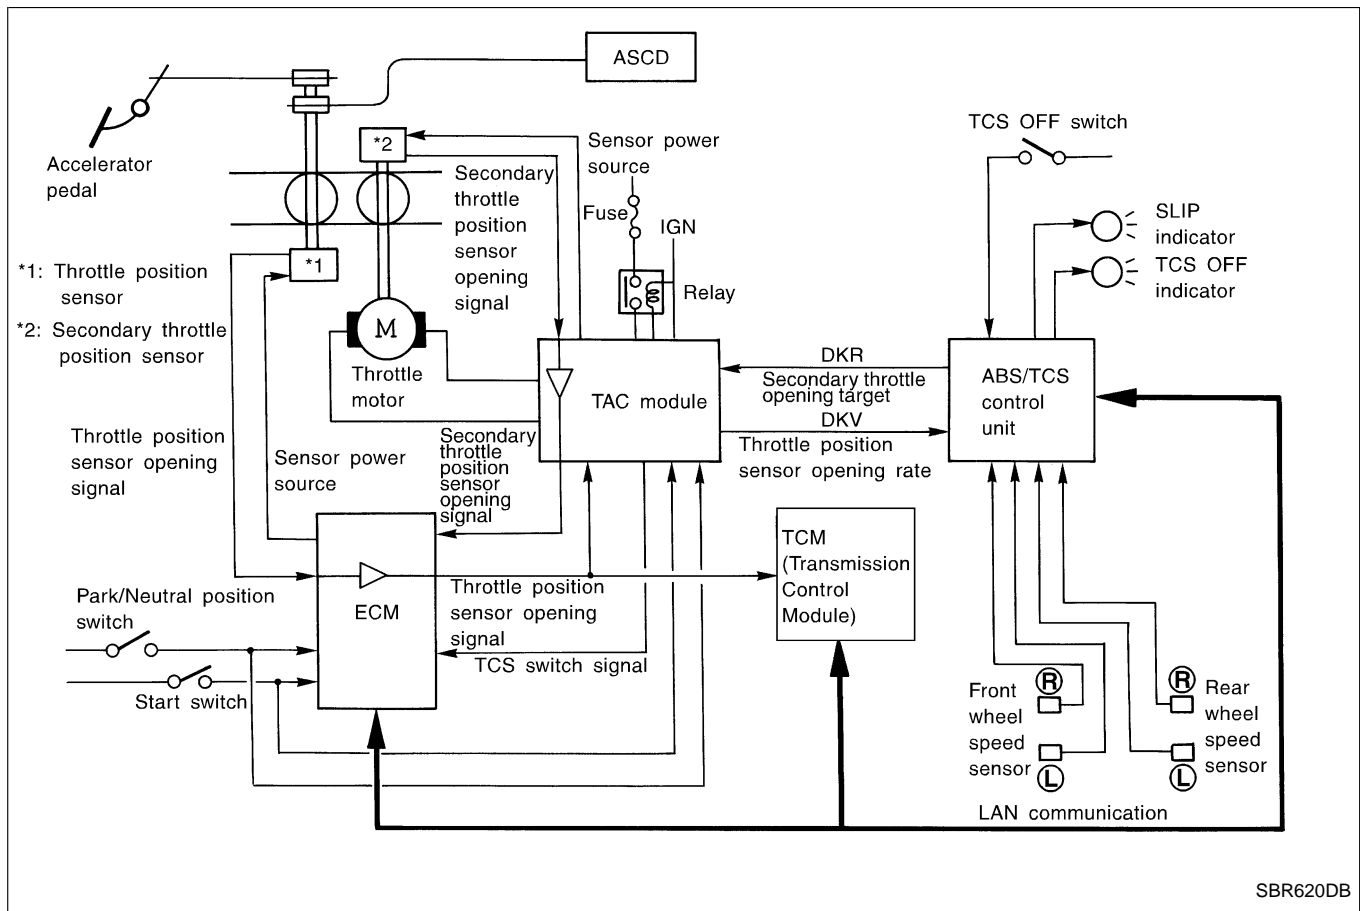 ASCD
Accelerator
pedal
*2
Sensor power
source
TCS OFF switch
Secondary
throttle
position
sensor
opening
signal
Fuse
IGN
SLIP
indicator
TCS OFF
indicator
*1
*1: Throttle position
sensor
*2: Secondary throttle
position sensor
Relay
M
Throttle
motor
TAC module
DKR
Secondary throttle
opening target
DKV
Throttle position
sensor opening rate
ABS/TCS
control
unit
Throttle position
sensor opening
signal
Sensor power
source
Secondary
throttle
position
sensor
opening
signal
TCM
(Transmission
Control
Module)
ECM
Throttle position
sensor opening
signal
Park/Neutral position
switch
TCS switch signal
Start switch
Front
wheel
speed
sensor
R
L
R
L
Rear
wheel
speed
sensor
LAN communication
SBR620DB